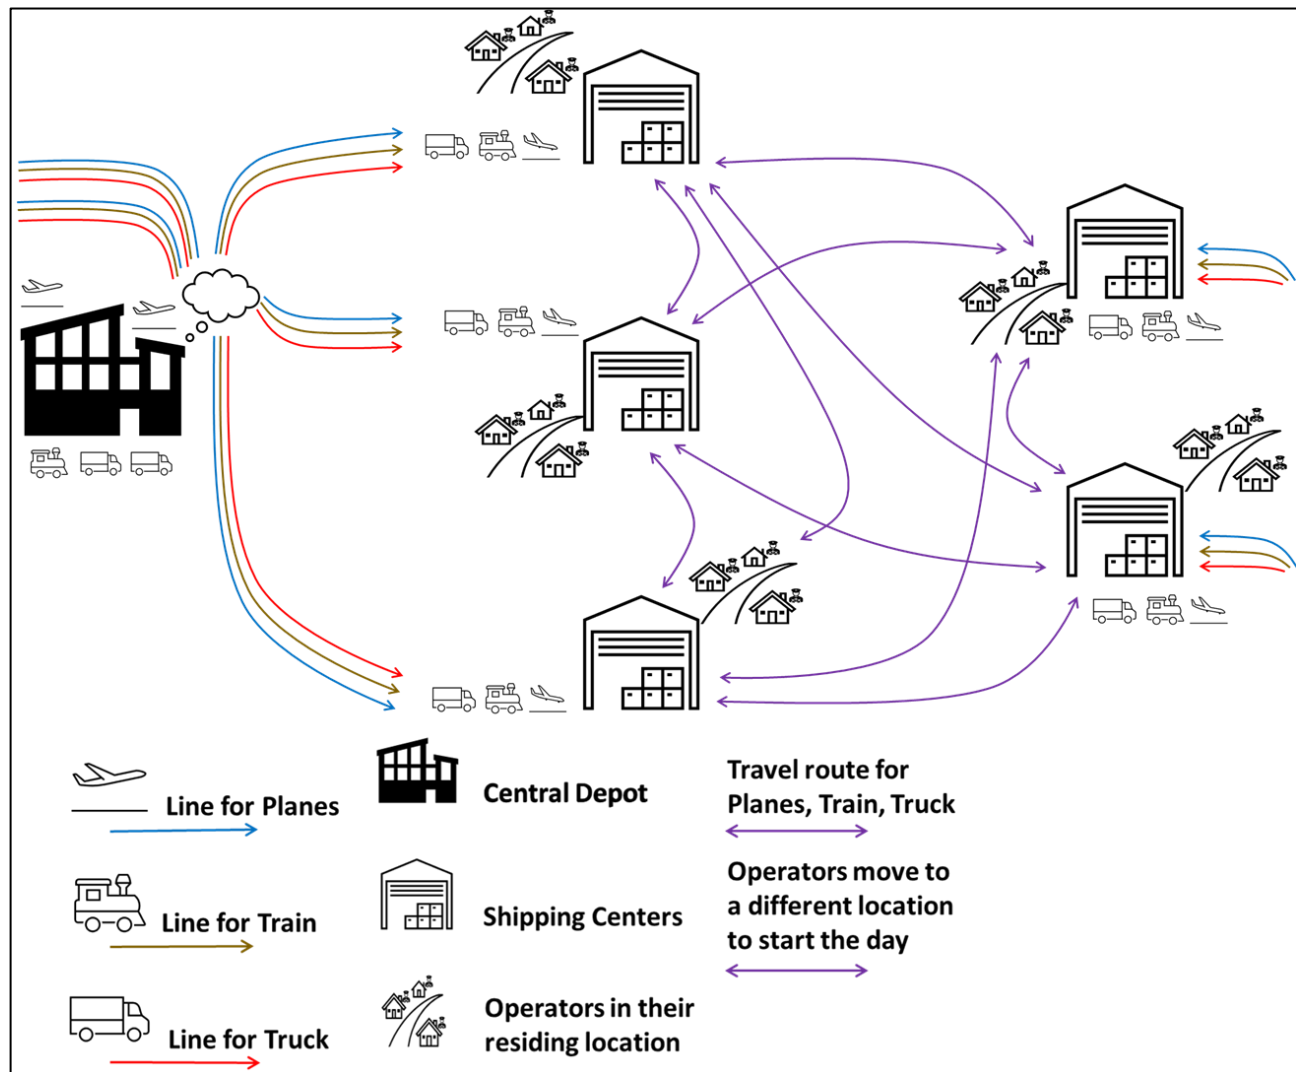 Line for Planes
Central Depot
Travel route for
Planes, Train, Truck
Line for Train
Shipping Centers
Operators move to
a different location
to start the day
Line for Truck
Operators in their
residing location